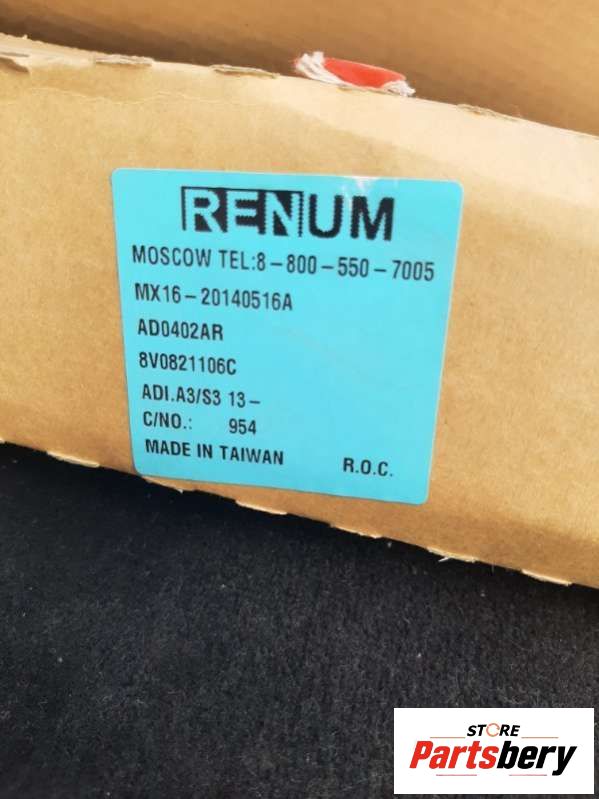 RENUM
MOSCOW TEL:8-800-550-7005
MX16-20140516A
AD0402AR
8V0821106C
ADI.A3/S3 13-
C/NO.: 954
MADE IN TAIWAN R.O.C.
STORE
Partsbery